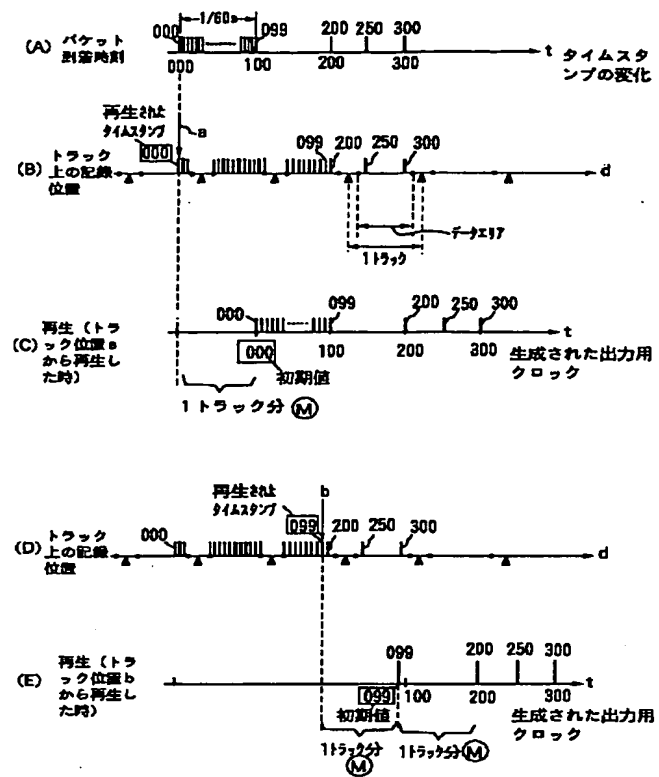 1/60s
000 099 200 250 300
(A) パケット
到着時刻
000 100 200 300
t タイムスタ
ンプの変化
再生された
タイムスタンプ
000
a
099 200 250 300
(B) トラック
上の記録
位置
d
データエリア
1トラック
000 099 200 250 300
(C) 再生(トラ
ック位置a
から再生し
た時)
t
000
初期値
100 200 300
生成された出力用
クロック
1トラック分 M
再生された
タイムスタンプ
b
099
000 200 250 300
(D) トラック
上の記録
位置
d
099 200 250 300
(E) 再生(トラ
ック位置b
から再生し
た時)
t
099
初期値
100 200 300
生成された出力用
クロック
1トラック分 M
1トラック分 M